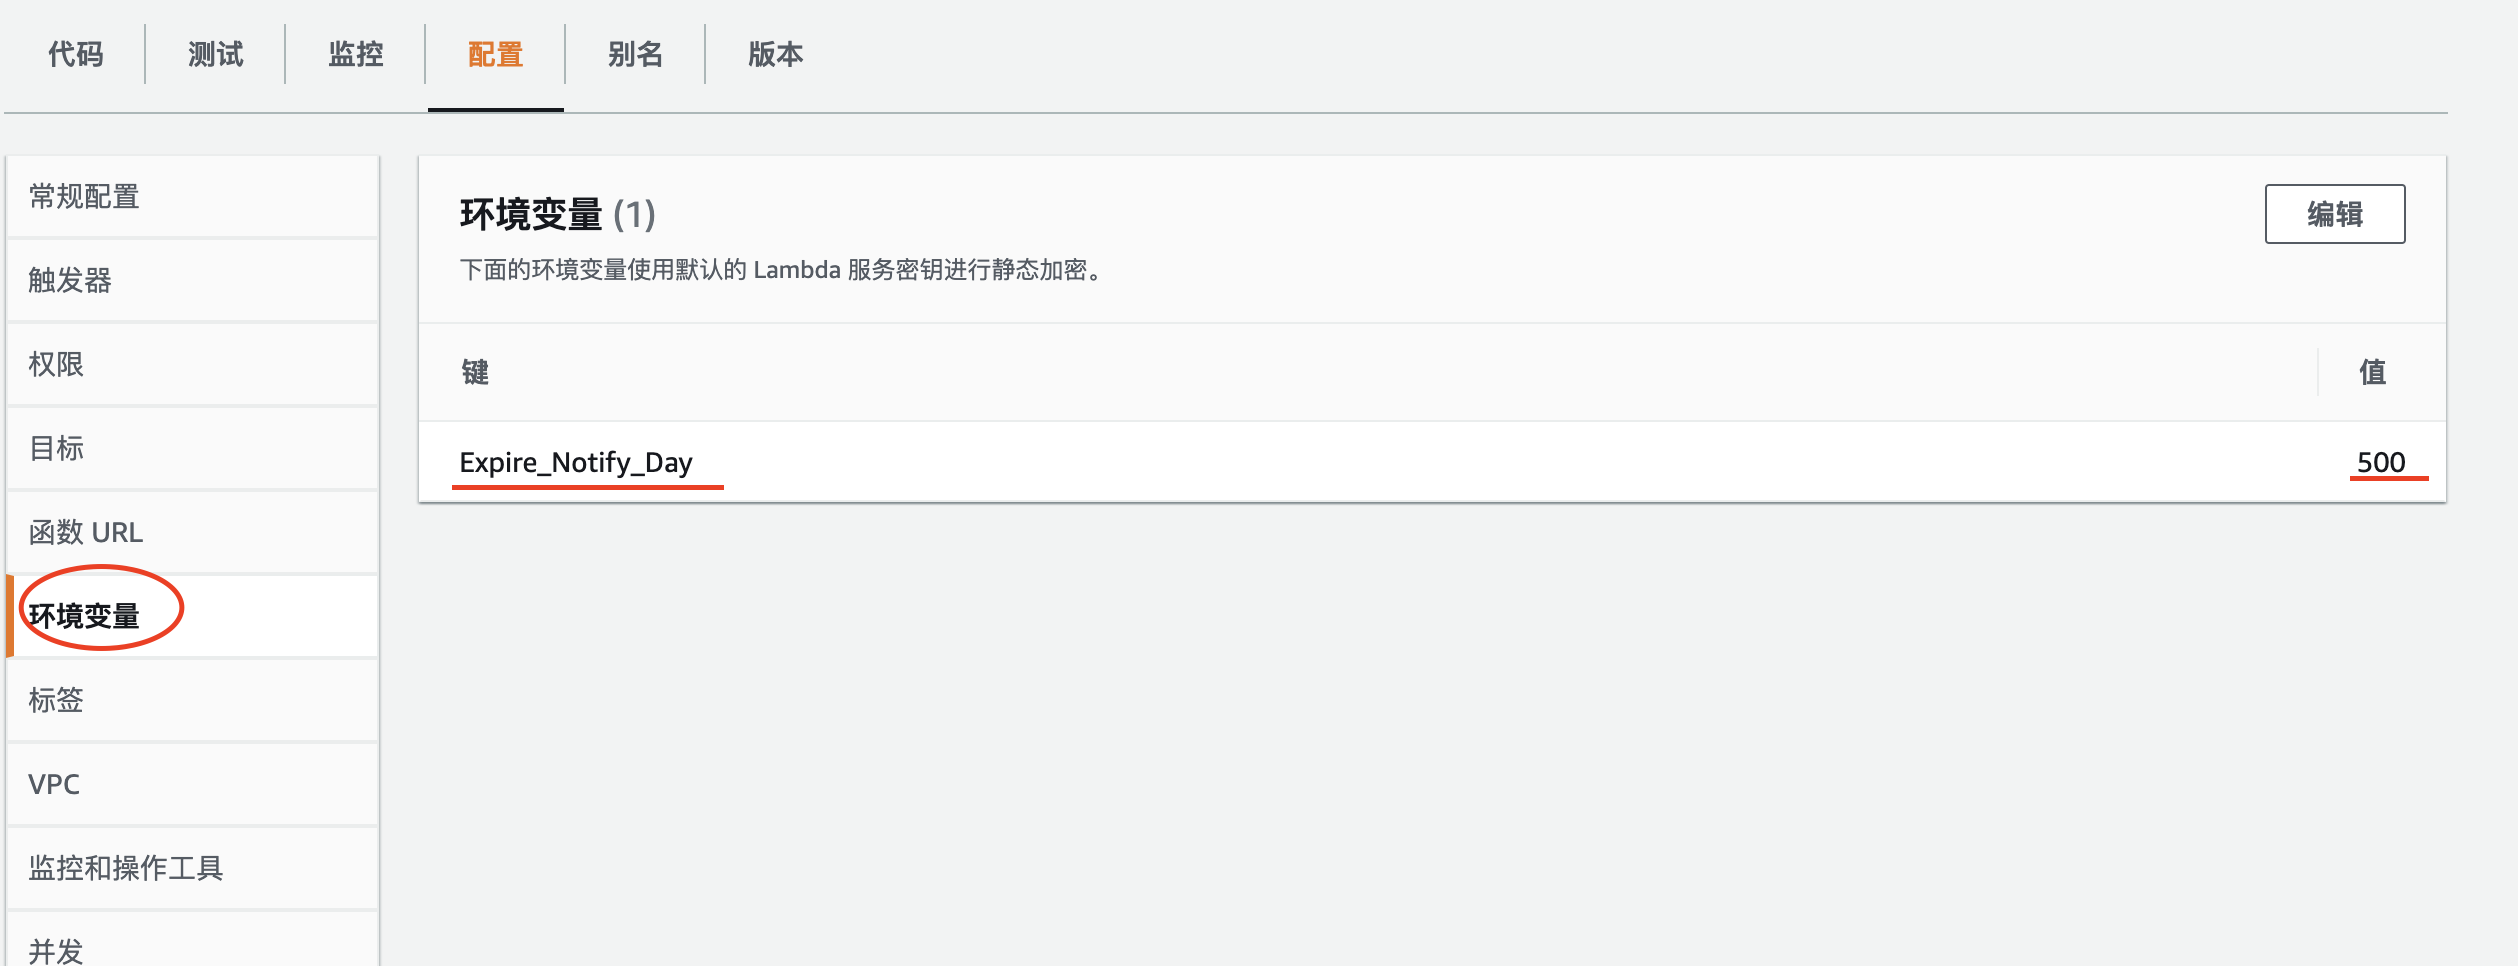 代码 测试 监控 配置 别名 版本
常规配置
触发器
权限
目标
函数 URL
环境变量
标签
VPC
监控和操作工具
并发
环境变量 (1)
编辑
下面的环境变量使用默认的 Lambda 服务密钥进行静态加密。
键 值
Expire_Notify_Day 500